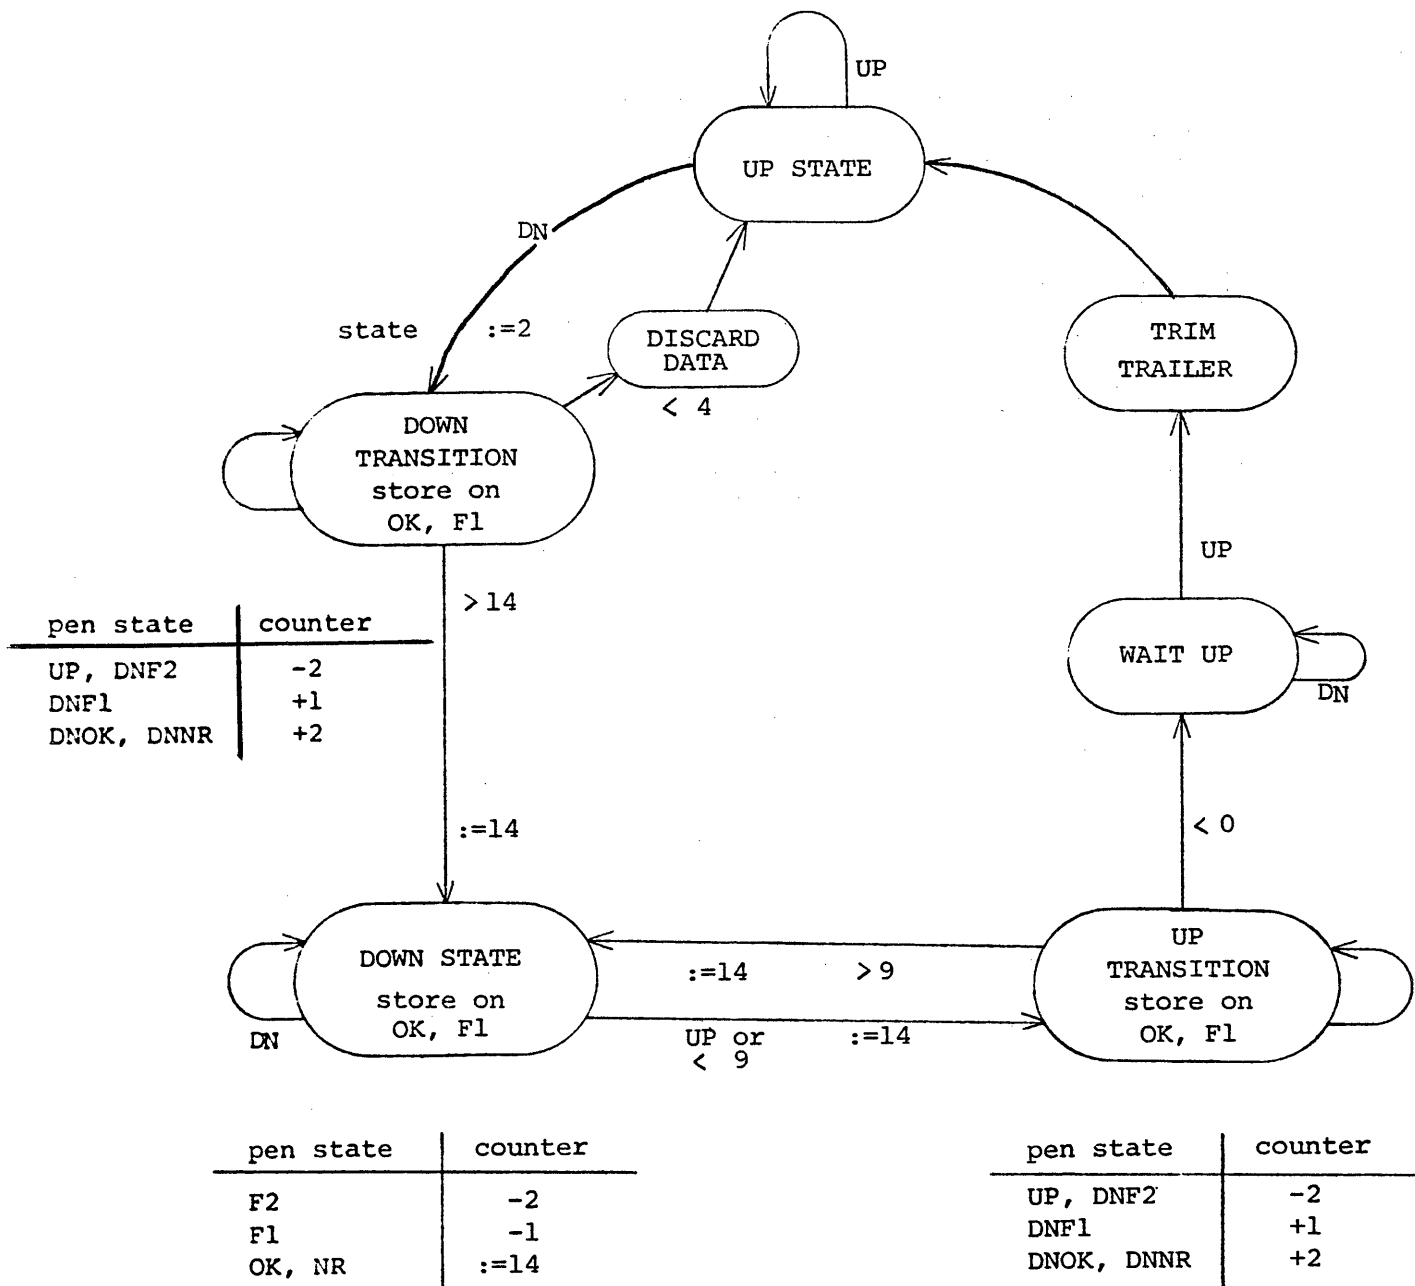 UP
UP STATE
DN
state :=2
DISCARD
DATA
< 4
TRIM
TRAILER
DOWN
TRANSITION
store on
OK, F1
UP
>14
pen state counter
UP, DNF2 -2
DNF1 +1
DNOK, DNNR +2
WAIT UP
DN
:=14
< 0
DOWN STATE
store on
OK, F1
DN
:=14 >9
UP or :=14
< 9
UP
TRANSITION
store on
OK, F1
pen state counter
F2 -2
F1 -1
OK, NR :=14
pen state counter
UP, DNF2 -2
DNF1 +1
DNOK, DNNR +2